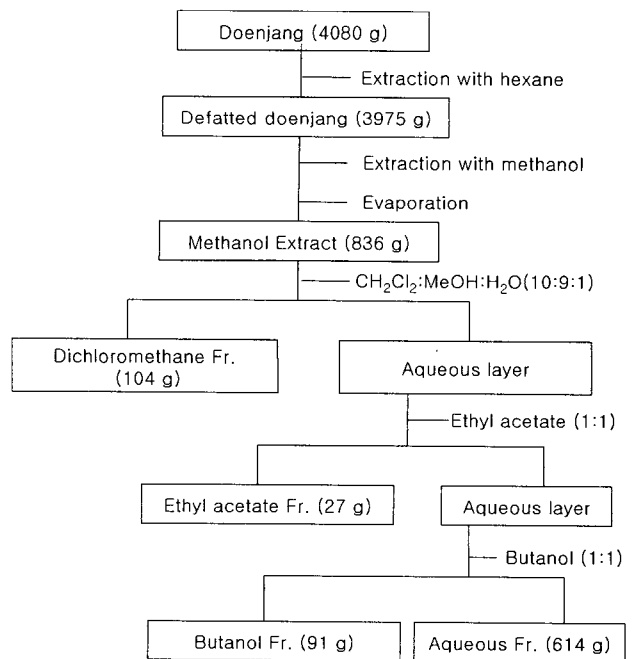 Doenjang (4080 g)
Extraction with hexane
Defatted doenjang (3975 g)
Extraction with methanol
Evaporation
Methanol Extract (836 g)
CH₂Cl₂:MeOH:H₂O(10:9:1)
Dichloromethane Fr.
(104 g)
Aqueous layer
Ethyl acetate (1:1)
Ethyl acetate Fr. (27 g)
Aqueous layer
Butanol (1:1)
Butanol Fr. (91 g)
Aqueous Fr. (614 g)